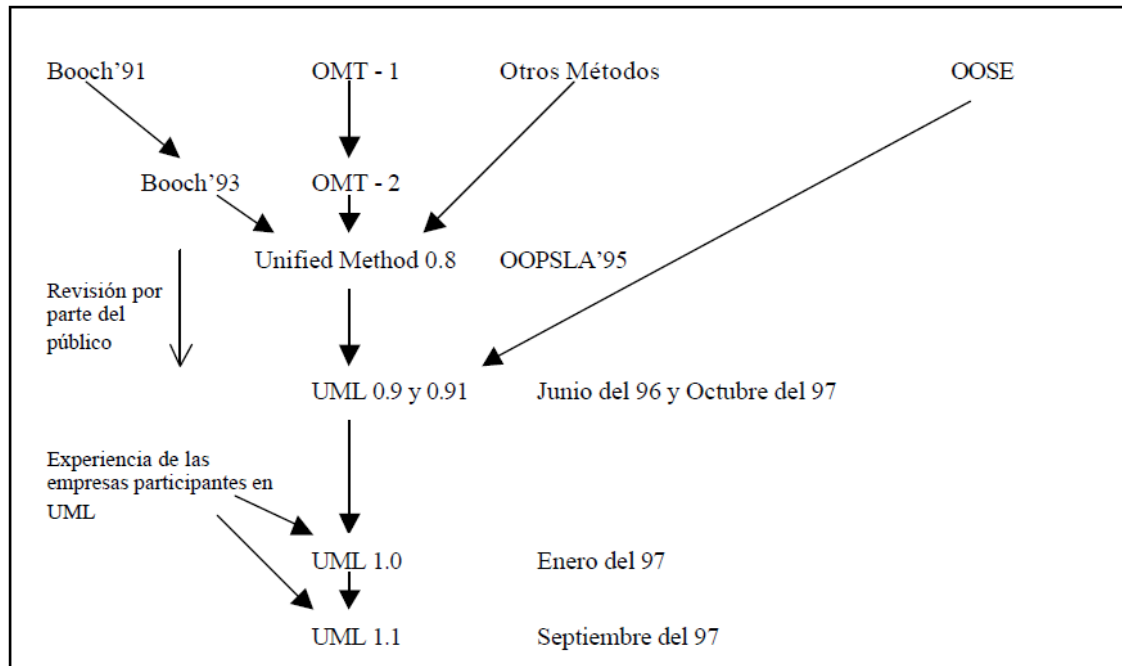 Booch’91 OMT - 1 Otros Métodos OOSE
Booch’93 OMT - 2
Unified Method 0.8 OOPSLA’95
Revisión por
parte del
público
UML 0.9 y 0.91 Junio del 96 y Octubre del 97
Experiencia de las
empresas participantes en
UML
UML 1.0 Enero del 97
UML 1.1 Septiembre del 97